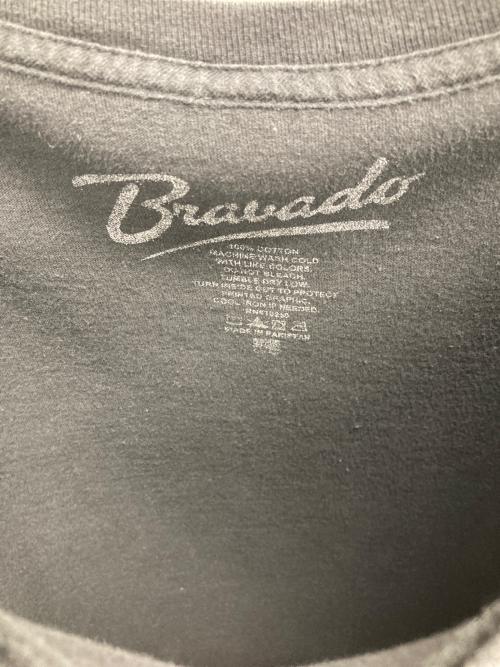 Bravado
100% COTTON
MACHINE WASH COLD
WITH LIKE COLORS.
DO NOT BLEACH.
TUMBLE DRY LOW.
TURN INSIDE OUT TO PROTECT
PRINTED GRAPHIC.
COOL IRON IF NEEDED.
MADE IN PAKISTAN